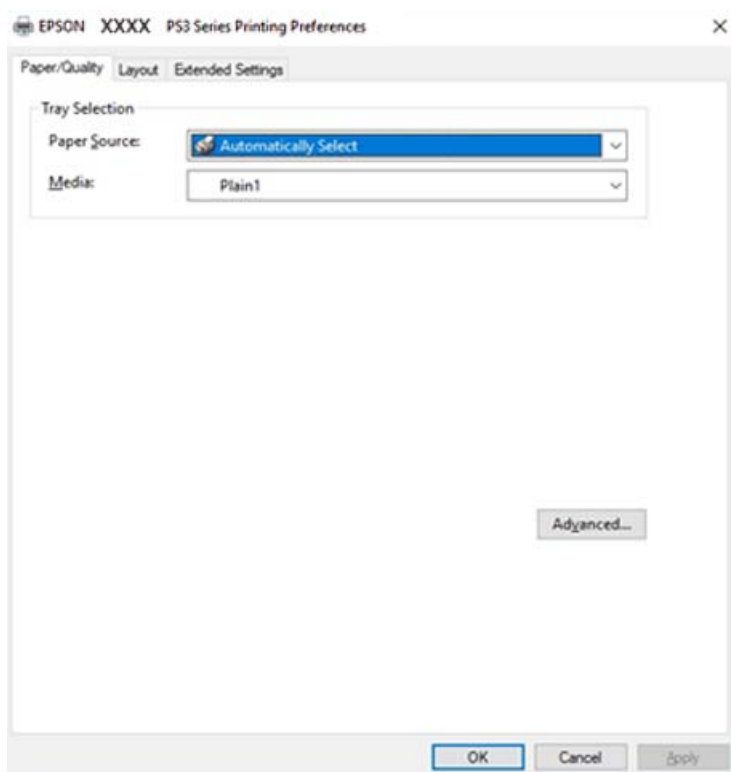 EPSON XXXX PS3 Series Printing Preferences
Paper/Quality Layout Extended Settings
Tray Selection
Paper Source: Automatically Select
Media: Plain1
Advanced...
OK Cancel Apply